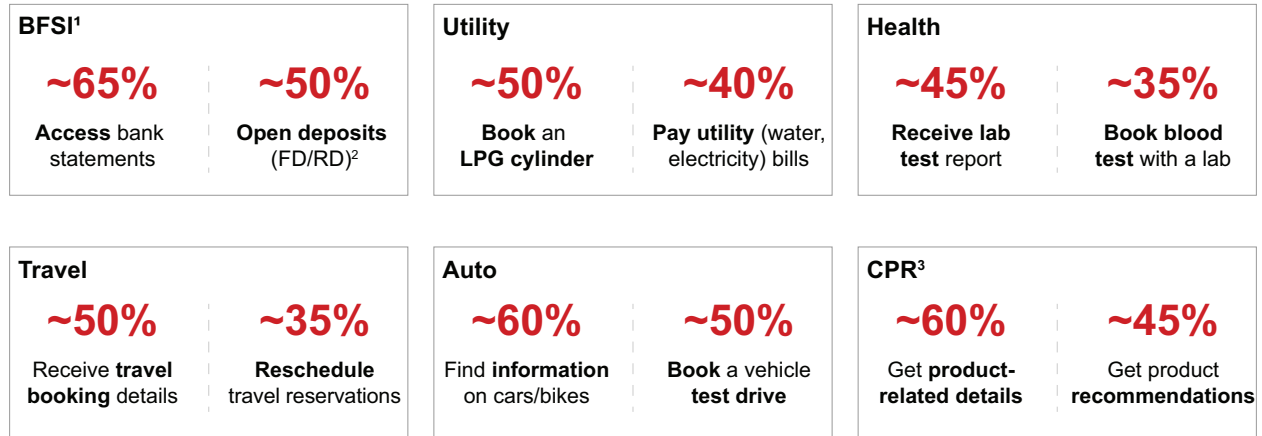 BFSI¹
~65%
Access bank
statements
~50%
Open deposits
(FD/RD)²
Utility
~50%
Book an
LPG cylinder
~40%
Pay utility (water,
electricity) bills
Health
~45%
Receive lab
test report
~35%
Book blood
test with a lab
Travel
~50%
Receive travel
booking details
~35%
Reschedule
travel reservations
Auto
~60%
Find information
on cars/bikes
~50%
Book a vehicle
test drive
CPR³
~60%
Get product-
related details
~45%
Get product
recommendations